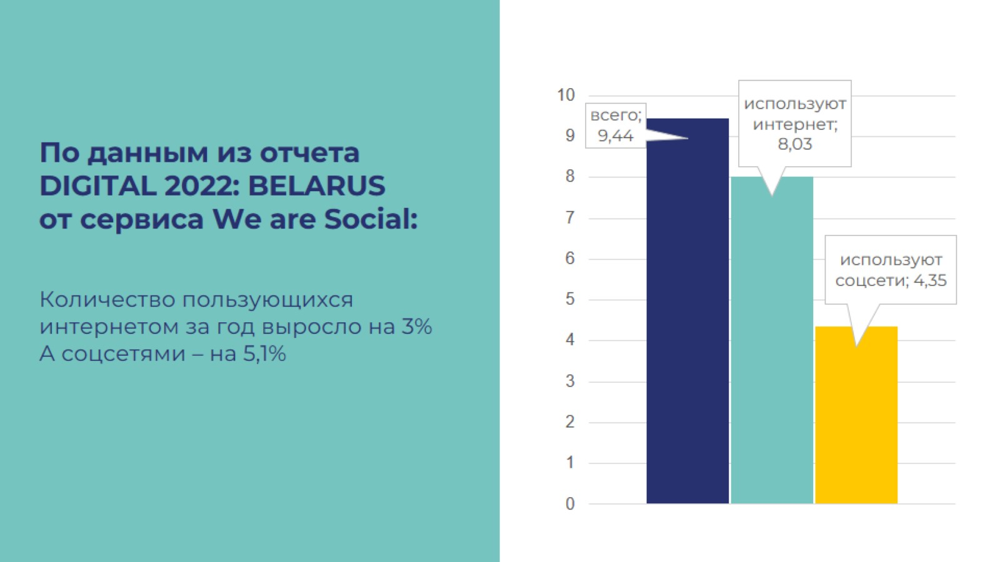 По данным из отчета
DIGITAL 2022: BELARUS
от сервиса We are Social:
Количество пользующихся
интернетом за год выросло на 3%
А соцсетями – на 5,1%
10
9
8
7
6
5
4
3
2
1
0
всего;
9,44
используют
интернет;
8,03
используют
соцсети; 4,35